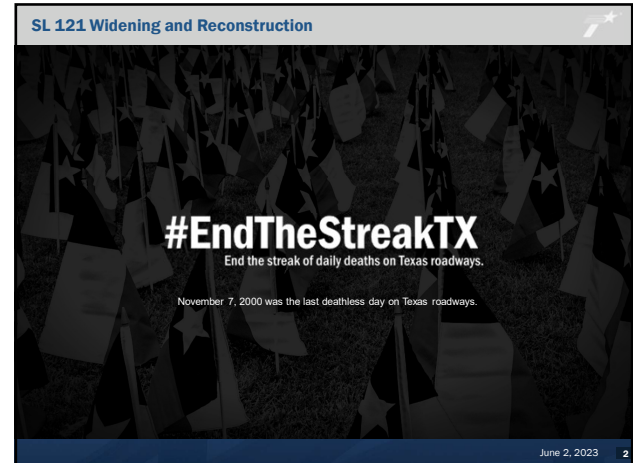 SL 121 Widening and Reconstruction
#EndTheStreakTX
End the streak of daily deaths on Texas roadways.
November 7, 2000 was the last deathless day on Texas roadways.
June 2, 2023 2